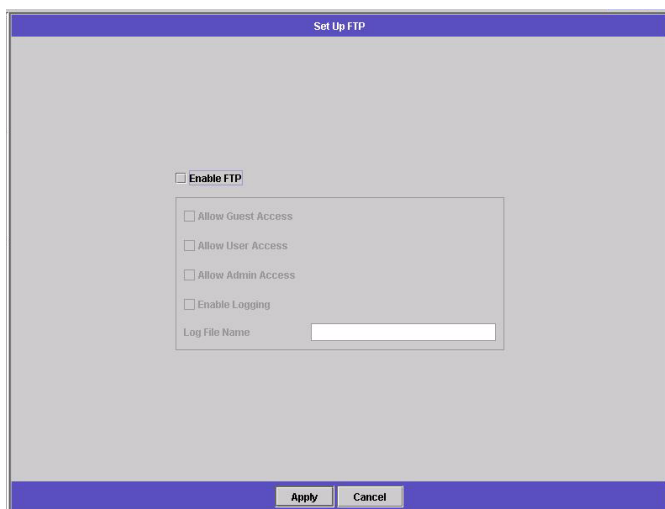 Set Up FTP
Enable FTP
Allow Guest Access
Allow User Access
Allow Admin Access
Enable Logging
Log File Name
Apply Cancel